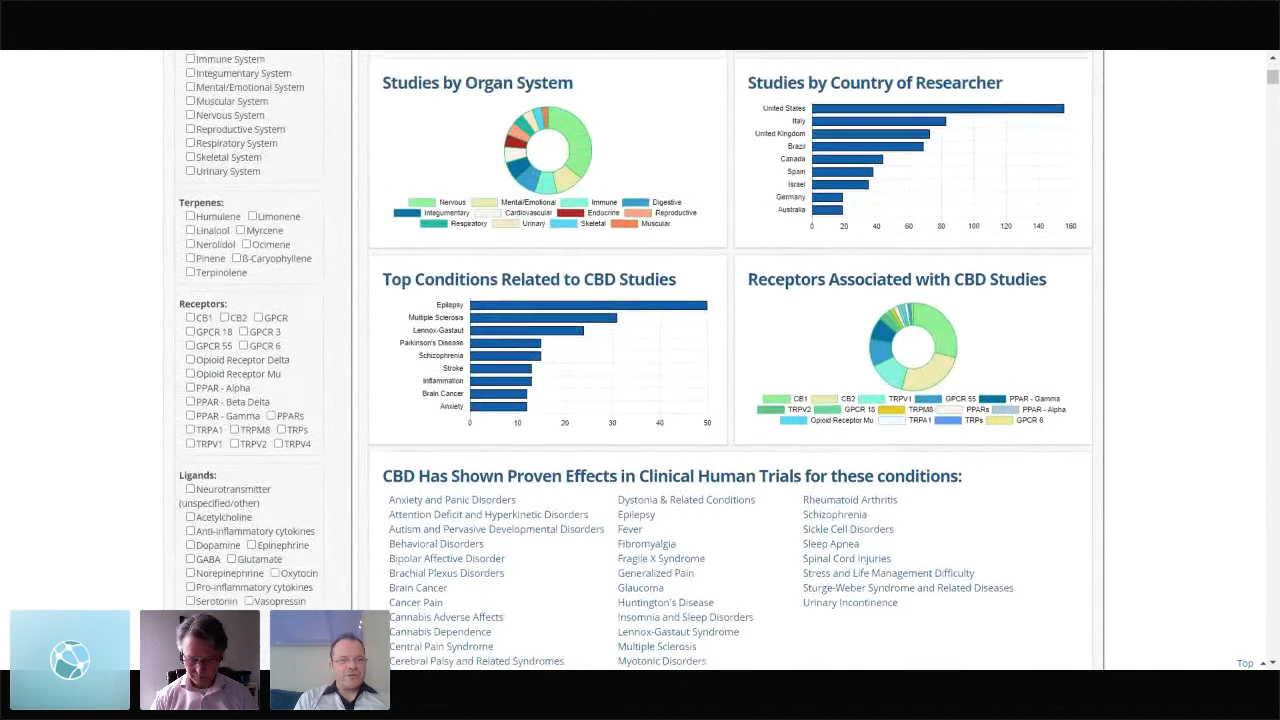 Immune System
Integumentary System
Mental/Emotional System
Muscular System
Nervous System
Reproductive System
Respiratory System
Skeletal System
Urinary System
Terpenes:
Humulene Limonene
Linalool Myrcene
Nerolidol Ocimene
Pinene ß-Caryophyllene
Terpinolene
Receptors:
CB1 CB2 GPCR
GPCR 18 GPCR 3
GPCR 55 GPCR 6
Opioid Receptor Delta
Opioid Receptor Mu
PPAR - Alpha
PPAR - Beta Delta
PPAR - Gamma PPARs
TRPA1 TRPM8 TRPs
TRPV1 TRPV2 TRPV4
Ligands:
Neurotransmitter
(unspecified/other)
Acetylcholine
Anti-inflammatory cytokines
Dopamine Epinephrine
GABA Glutamate
Norepinephrine Oxytocin
Pro-inflammatory cytokines
Serotonin Vasopressin
Studies by Organ System
Nervous Mental/Emotional Immune Digestive
Integumentary Cardiovascular Endocrine Reproductive
Respiratory Urinary Skeletal Muscular
Studies by Country of Researcher
United States
Italy
United Kingdom
Brazil
Canada
Spain
Israel
Germany
Australia
0 20 40 60 80 100 120 140 160
Top Conditions Related to CBD Studies
Epilepsy
Multiple Sclerosis
Lennox-Gastaut
Parkinson's Disease
Schizophrenia
Stroke
Inflammation
Brain Cancer
Anxiety
0 10 20 30 40 50
Receptors Associated with CBD Studies
CB1 CB2 TRPV1 GPCR 55 PPAR - Gamma
TRPV2 GPCR 18 TRPM8 PPARs PPAR - Alpha
Opioid Receptor Mu TRPA1 TRPs GPCR 6
CBD Has Shown Proven Effects in Clinical Human Trials for these conditions:
Anxiety and Panic Disorders
Attention Deficit and Hyperkinetic Disorders
Autism and Pervasive Developmental Disorders
Behavioral Disorders
Bipolar Affective Disorder
Brachial Plexus Disorders
Brain Cancer
Cancer Pain
Cannabis Adverse Affects
Cannabis Dependence
Central Pain Syndrome
Cerebral Palsy and Related Syndromes
Dystonia & Related Conditions
Epilepsy
Fever
Fibromyalgia
Fragile X Syndrome
Generalized Pain
Glaucoma
Huntington's Disease
Insomnia and Sleep Disorders
Lennox-Gastaut Syndrome
Multiple Sclerosis
Myotonic Disorders
Rheumatoid Arthritis
Schizophrenia
Sickle Cell Disorders
Sleep Apnea
Spinal Cord Injuries
Stress and Life Management Difficulty
Sturge-Weber Syndrome and Related Diseases
Urinary Incontinence
Top